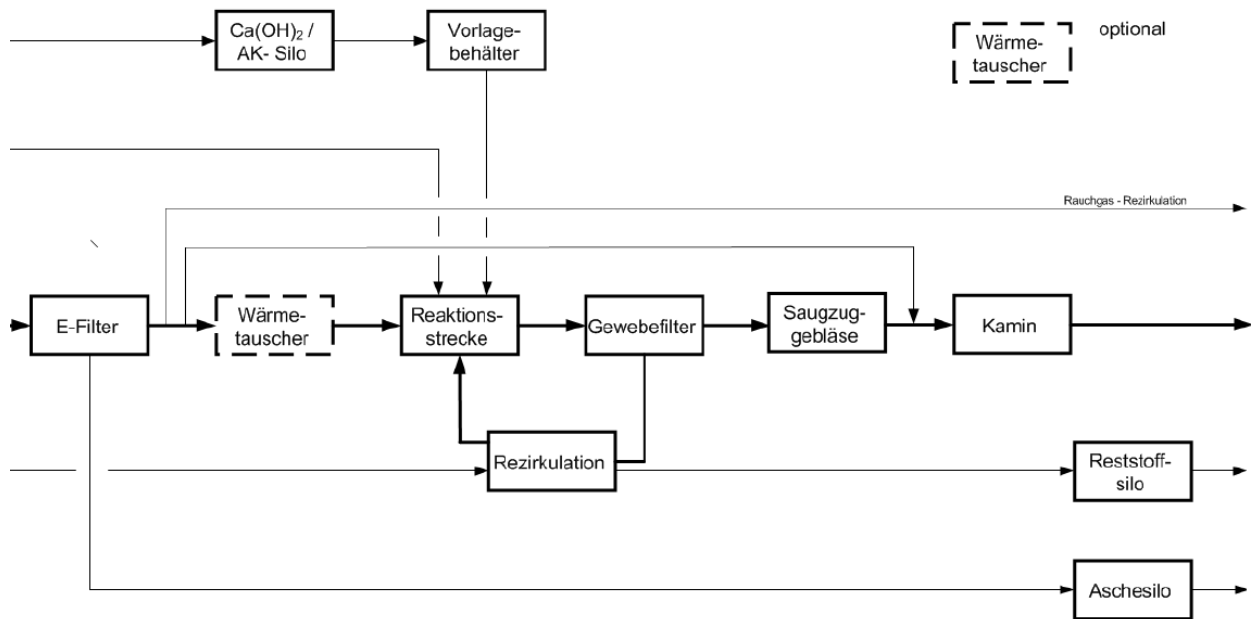 Ca(OH)₂ /
AK- Silo
Vorlage-
behälter
Wärme-
tauscher
optional
Rauchgas - Rezirkulation
E-Filter
Wärme-
tauscher
Reaktions-
strecke
Gewebefilter
Saugzug-
gebläse
Kamin
Rezirkulation
Reststoff-
silo
Aschesilo